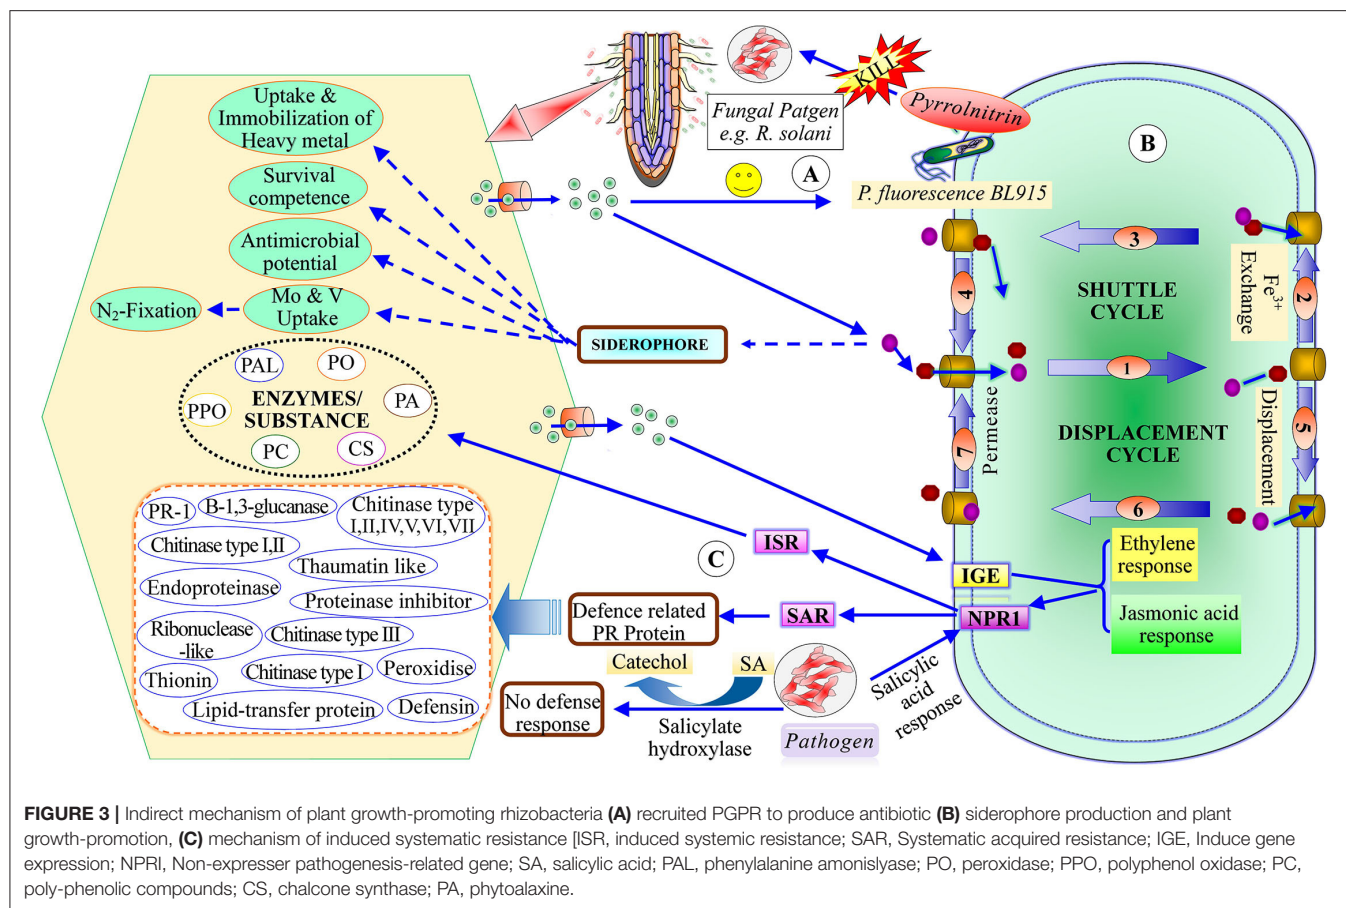 Uptake &
Immobilization of
Heavy metal
Survival
competence
Antimicrobial
potential
Mo & V
Uptake
N₂-Fixation
PAL
PO
PPO
ENZYMES/
SUBSTANCE
PA
PC
CS
PR-1
B-1,3-glucanase
Chitinase type
I,II,IV,V,VI,VII
Chitinase type I,II
Thaumatin like
Endoproteinase
Proteinase inhibitor
Ribonuclease
-like
Chitinase type III
Thionin
Chitinase type I
Peroxidise
Lipid-transfer protein
Defensin
Fungal Patgen
e.g. R. solani
KILL
Pyrrolnitrin
A
P. fluorescence BL915
B
SIDEROPHORE
3
4
SHUTTLE
CYCLE
Fe³⁺
Exchange
2
1
Permease
7
DISPLACEMENT
CYCLE
Displacement
5
6
C
ISR
IGE
NPR1
Ethylene
response
Jasmonic acid
response
SAR
Defence related
PR Protein
Catechol
SA
No defense
response
Salicylate
hydroxylase
Pathogen
Salicylic
acid
response
FIGURE 3 | Indirect mechanism of plant growth-promoting rhizobacteria (A) recruited PGPR to produce antibiotic (B) siderophore production and plant
growth-promotion, (C) mechanism of induced systematic resistance [ISR, induced systemic resistance; SAR, Systematic acquired resistance; IGE, Induce gene
expression; NPRI, Non-expresser pathogenesis-related gene; SA, salicylic acid; PAL, phenylalanine amonislyase; PO, peroxidase; PPO, polyphenol oxidase; PC,
poly-phenolic compounds; CS, chalcone synthase; PA, phytoalaxine.